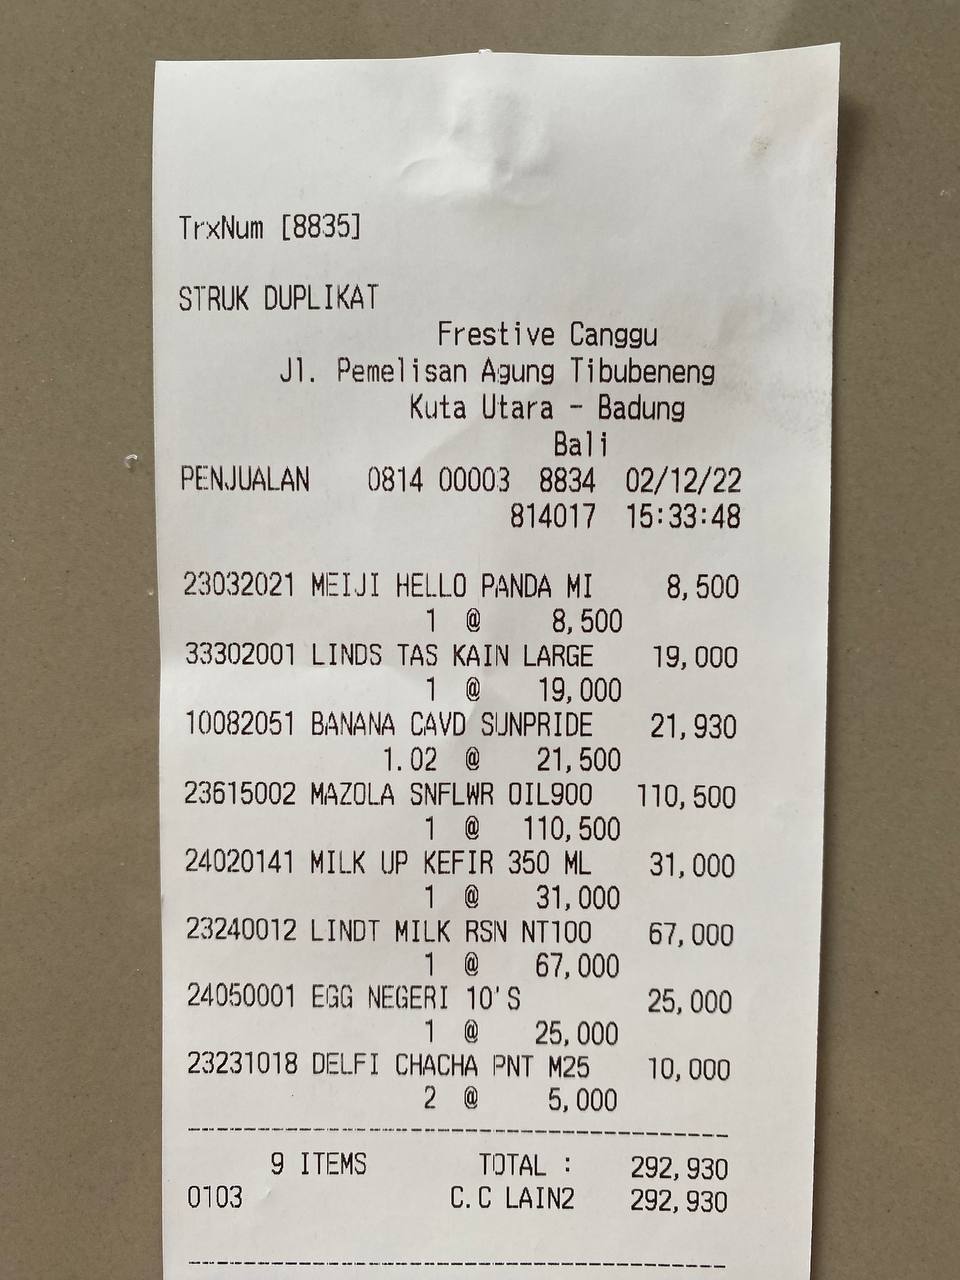 TrxNum [8835]
STRUK DUPLIKAT
Frestive Canggu
Jl. Pemelisan Agung Tibubeneng
Kuta Utara - Badung
Bali
PENJUALAN 0814 00003 8834 02/12/22
814017 15:33:48
23032021 MEIJI HELLO PANDA MI 8,500
1 @ 8,500
33302001 LINDS TAS KAIN LARGE 19,000
1 @ 19,000
10082051 BANANA CAVD SUNPRIDE 21,930
1.02 @ 21,500
23615002 MAZOLA SNFLWR OIL900 110,500
1 @ 110,500
24020141 MILK UP KEFIR 350 ML 31,000
1 @ 31,000
23240012 LINDT MILK RSN NT100 67,000
1 @ 67,000
24050001 EGG NEGERI 10'S 25,000
1 @ 25,000
23231018 DELFI CHACHA PNT M25 10,000
2 @ 5,000
9 ITEMS TOTAL : 292,930
0103 C.C LAIN2 292,930